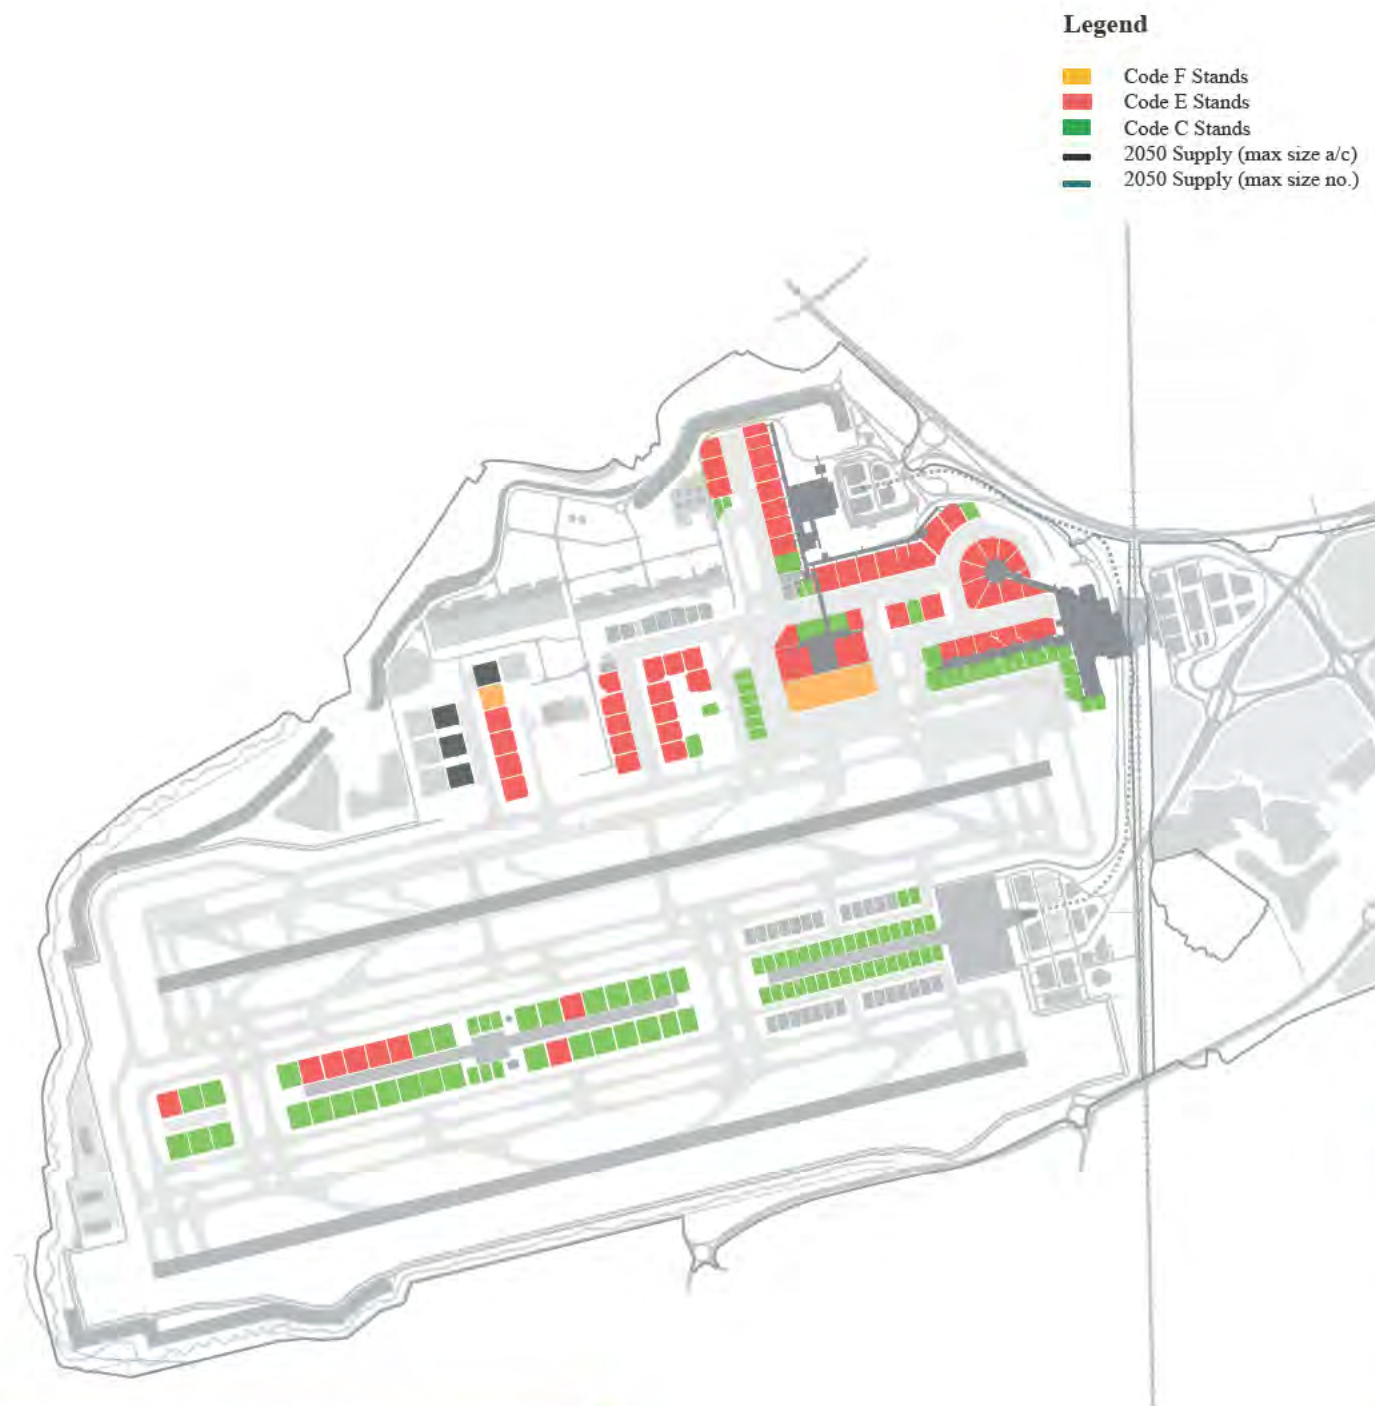 Legend
Code F Stands
Code E Stands
Code C Stands
2050 Supply (max size a/c)
2050 Supply (max size no.)